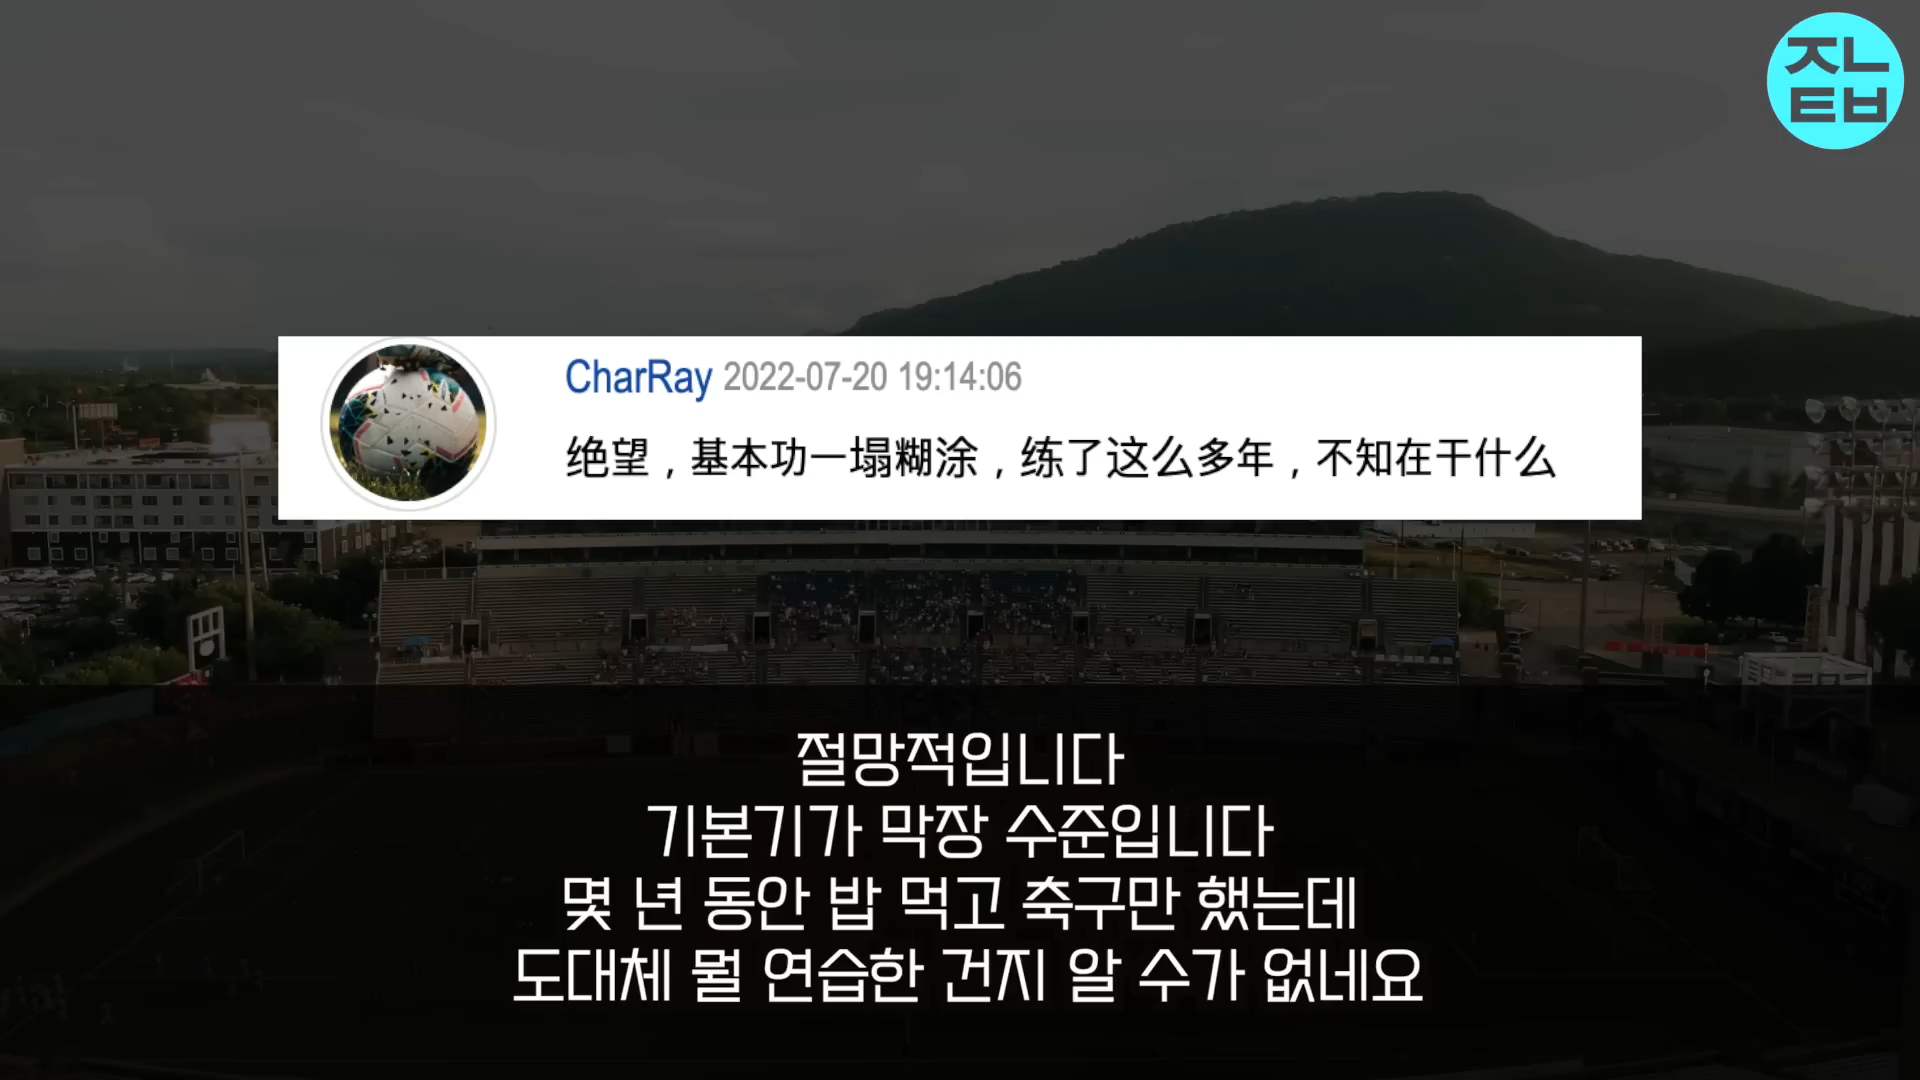 잰
튭
CharRay 2022-07-20 19:14:06
绝望，基本功一塌糊涂，练了这么多年，不知在干什么
절망적입니다
기본기가 막장 수준입니다
몇 년 동안 밥 먹고 축구만 했는데
도대체 뭘 연습한 건지 알 수가 없네요